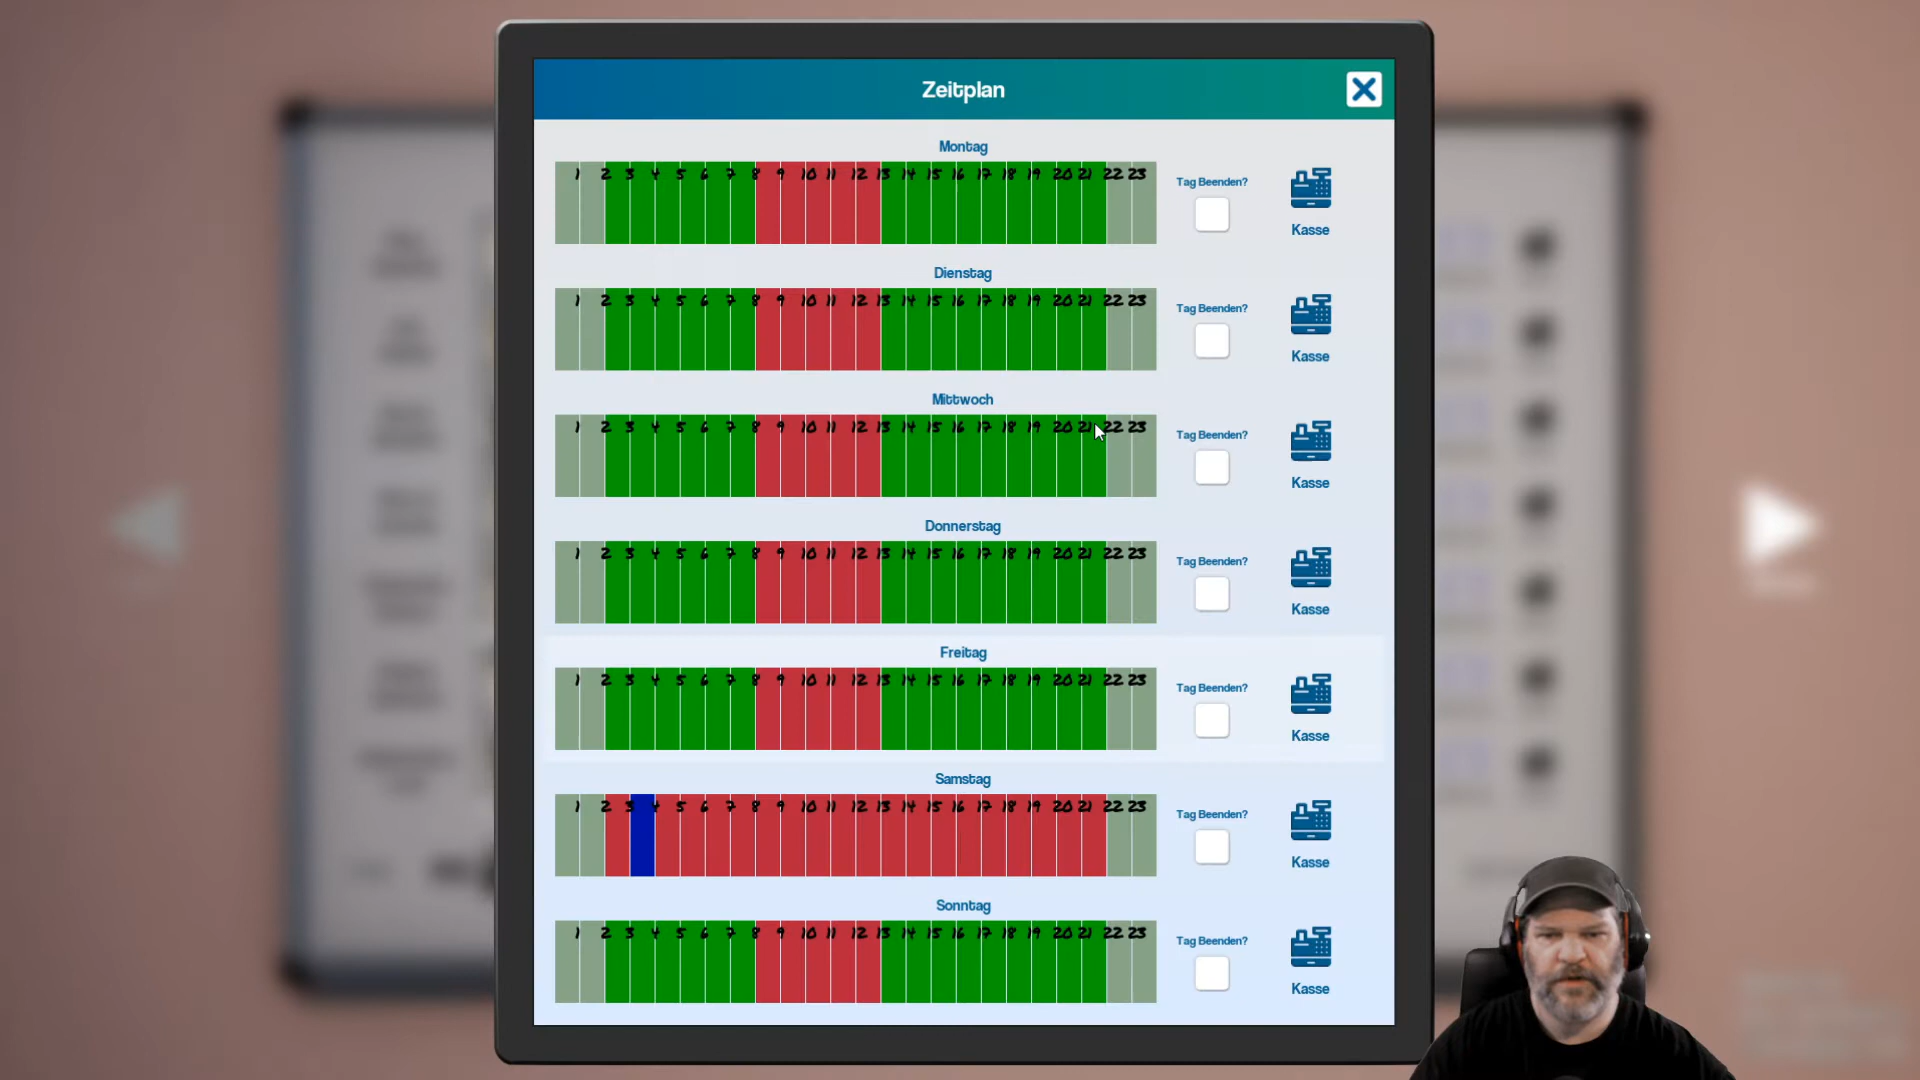 Zeitplan
Montag
1 2 3 4 5 6 7 8 9 10 11 12 13 14 15 16 17 18 19 20 21 22 23
Tag Beenden?
Kasse
Dienstag
1 2 3 4 5 6 7 8 9 10 11 12 13 14 15 16 17 18 19 20 21 22 23
Tag Beenden?
Kasse
Mittwoch
1 2 3 4 5 6 7 8 9 10 11 12 13 14 15 16 17 18 19 20 21 22 23
Tag Beenden?
Kasse
Donnerstag
1 2 3 4 5 6 7 8 9 10 11 12 13 14 15 16 17 18 19 20 21 22 23
Tag Beenden?
Kasse
Freitag
1 2 3 4 5 6 7 8 9 10 11 12 13 14 15 16 17 18 19 20 21 22 23
Tag Beenden?
Kasse
Samstag
1 2 3 4 5 6 7 8 9 10 11 12 13 14 15 16 17 18 19 20 21 22 23
Tag Beenden?
Kasse
Sonntag
1 2 3 4 5 6 7 8 9 10 11 12 13 14 15 16 17 18 19 20 21 22 23
Tag Beenden?
Kasse